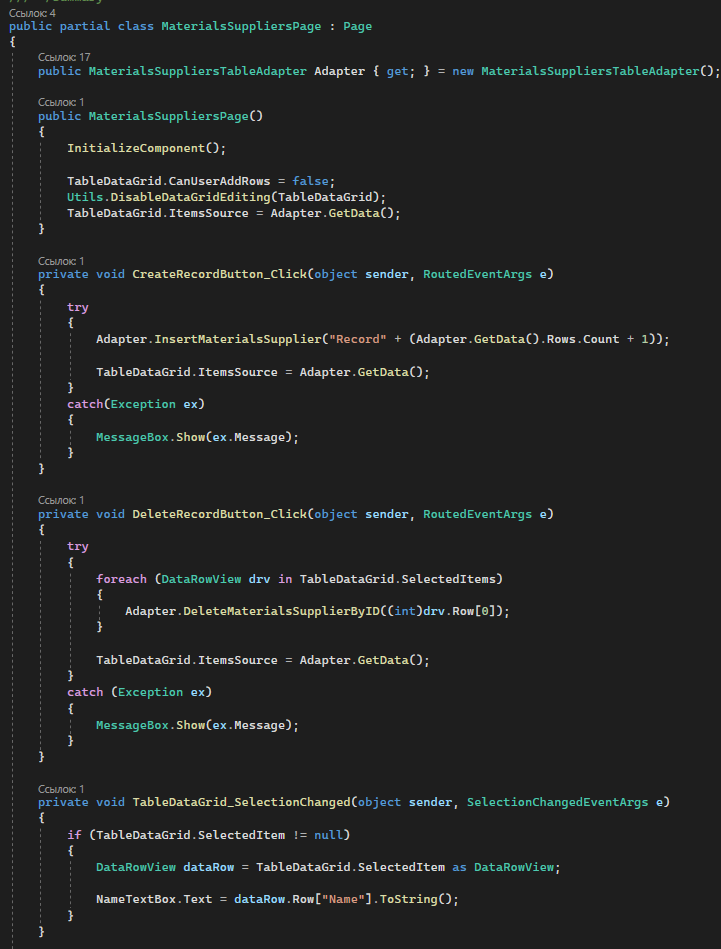 Ссылок: 4
public partial class MaterialsSuppliersPage : Page
{
Ссылок: 17
public MaterialsSuppliersTableAdapter Adapter { get; } = new MaterialsSuppliersTableAdapter();
Ссылок: 1
public MaterialsSuppliersPage()
{
InitializeComponent();
TableDataGrid.CanUserAddRows = false;
Utils.DisableDataGridEditing(TableDataGrid);
TableDataGrid.ItemsSource = Adapter.GetData();
}
Ссылок: 1
private void CreateRecordButton_Click(object sender, RoutedEventArgs e)
{
try
{
Adapter.InsertMaterialsSupplier("Record" + (Adapter.GetData().Rows.Count + 1));
TableDataGrid.ItemsSource = Adapter.GetData();
}
catch(Exception ex)
{
MessageBox.Show(ex.Message);
}
}
Ссылок: 1
private void DeleteRecordButton_Click(object sender, RoutedEventArgs e)
{
try
{
foreach (DataRowView drv in TableDataGrid.SelectedItems)
{
Adapter.DeleteMaterialsSupplierByID((int)drv.Row[0]);
}
TableDataGrid.ItemsSource = Adapter.GetData();
}
catch (Exception ex)
{
MessageBox.Show(ex.Message);
}
}
Ссылок: 1
private void TableDataGrid_SelectionChanged(object sender, SelectionChangedEventArgs e)
{
if (TableDataGrid.SelectedItem != null)
{
DataRowView dataRow = TableDataGrid.SelectedItem as DataRowView;
NameTextBox.Text = dataRow.Row["Name"].ToString();
}
}